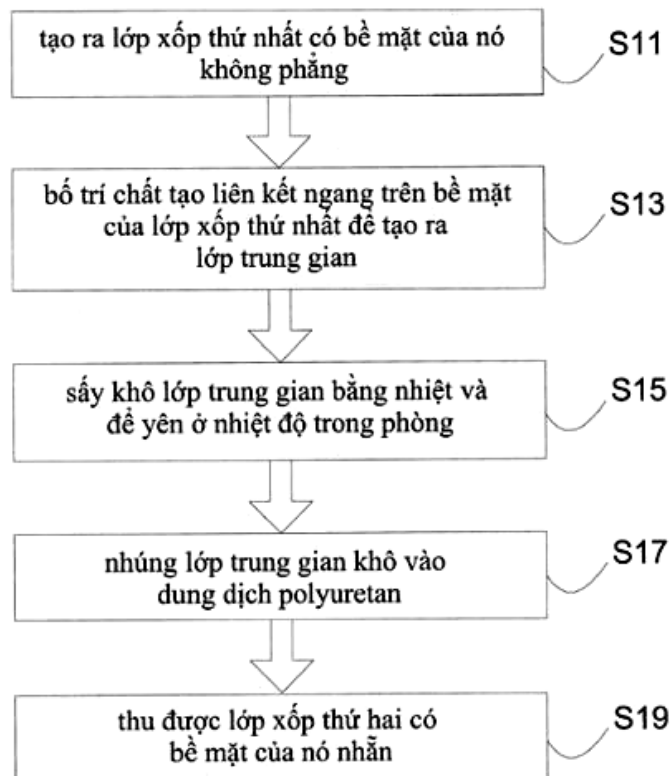 tạo ra lớp xốp thứ nhất có bề mặt của nó
không phẳng
S11
bố trí chất tạo liên kết ngang trên bề mặt
của lớp xốp thứ nhất để tạo ra
lớp trung gian
S13
sấy khô lớp trung gian bằng nhiệt và
để yên ở nhiệt độ trong phòng
S15
nhúng lớp trung gian khô vào
dung dịch polyuretan
S17
thu được lớp xốp thứ hai có
bề mặt của nó nhẵn
S19